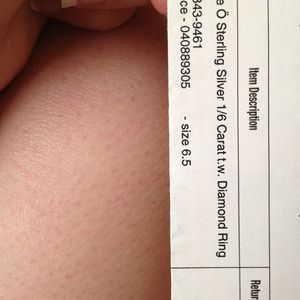 Item Description
Retur
e Ö Sterling Silver 1/6 Carat t.w. Diamond Ring
843-9461
ce - 040889305 - size 6.5